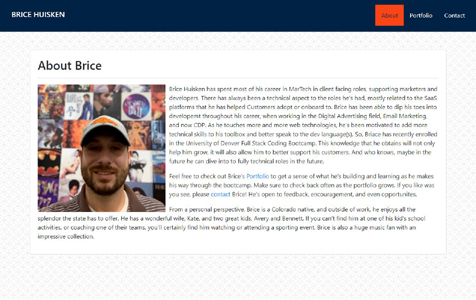 BRICE HUISKEN
About
Portfolio
Contact
About Brice
Brice Huisken has spent most of his career in MarTech in client facing roles, supporting marketers and
developers. There has always been a technical aspect to the roles he's had, mostly related to the SaaS
platforms that he has helped Customers adopt or onboard to. Brice has been able to dip his toes into
development throughout his career, when working in the Digital Advertising field, Email Marketing,
and now CDP. As he touches more and more web technologies, he's been motivated to add more
technical skills to his toolbox and better speak to the dev language(s). So, Briace has recently enrolled
in the University of Denver Full Stack Coding Bootcamp. This knowledge that he obtains will not only
help him grow, it will also allow him to better support his customers. And who knows, maybe in the
future he can dive into to fully technical roles in the future.
Feel free to check out Brice's Portfolio to get a sense of what he's building and learning as he makes
his way through the bootcamp. Make sure to check back often as the portfolio grows. If you like what
you see, please contact Brice! He's open to feedback, encouragement, and even opportunites.
From a personal perspective, Brice is a Colorado native, and outside of work, he enjoys all the
splendor the state has to offer. He has a wonderful wife, Kate, and two great kids, Avery and Bennett. If you can't find him at one of his kid's school
activities, or coaching one of their teams, you'll certainly find him watching or attending a sporting event. Brice is also a huge music fan with an
impressive collection.